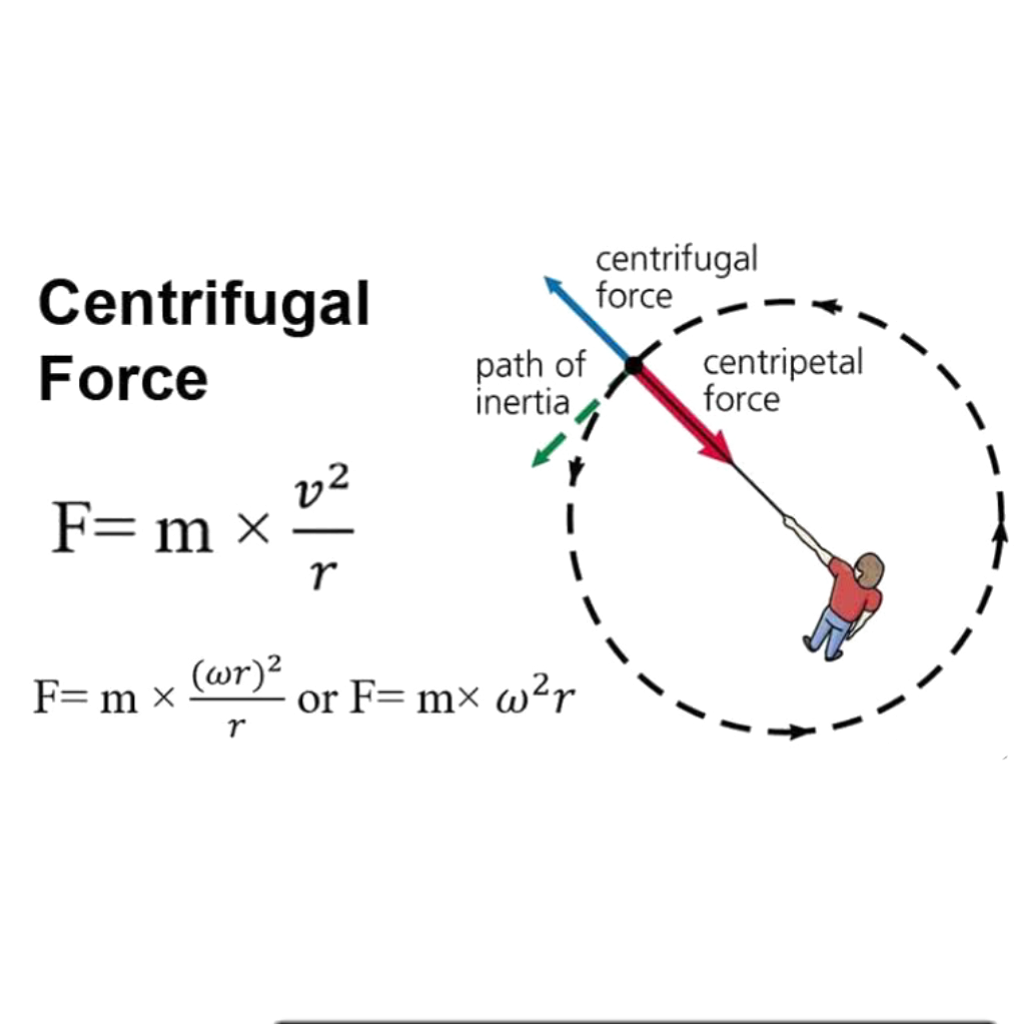 Centrifugal
Force
F= m × v²/r
F= m × (ωr)²/r or F= m× ω²r
centrifugal
force
path of
inertia
centripetal
force